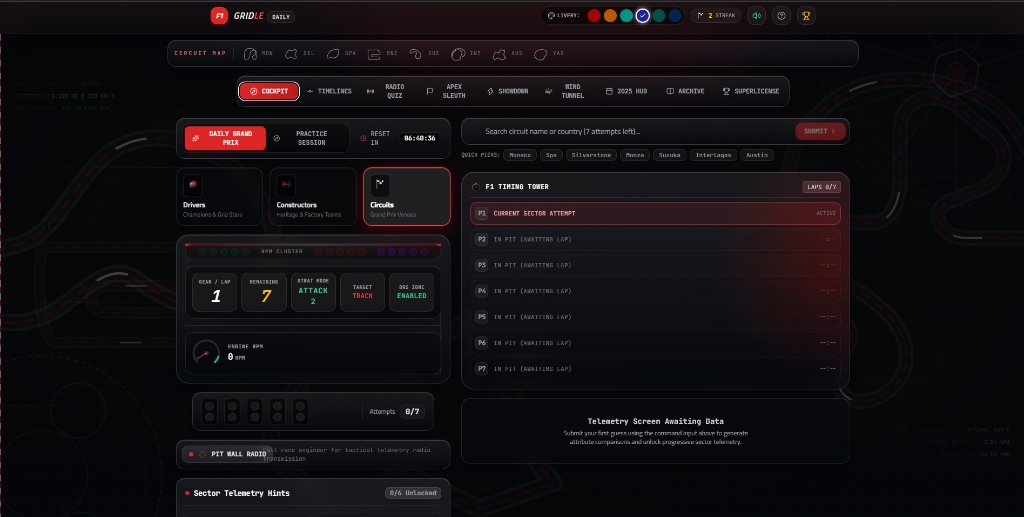 F1 GRIDLE DAILY
LIVERY:
2 STREAK
CIRCUIT MAP
MON
SIL
SPA
MNZ
SUZ
INT
AUS
YAS
COCKPIT
TIMELINES
RADIO QUIZ
APEX SLEUTH
SHOWDOWN
WIND TUNNEL
2025 HUB
ARCHIVE
SUPERLICENSE
DAILY GRAND PRIX
PRACTICE SESSION
RESET IN
06:40:36
Search circuit name or country (7 attempts left)...
SUBMIT
QUICK PICKS: Monaco Spa Silverstone Monza Suzuka Interlagos Austin
Drivers
Champions & Grid Stars
Constructors
Heritage & Factory Teams
Circuits
Grand Prix Venues
F1 TIMING TOWER
LAPS 0/7
P1 CURRENT SECTOR ATTEMPT ACTIVE
P2 IN PIT (AWAITING LAP) --:--
P3 IN PIT (AWAITING LAP) --:--
P4 IN PIT (AWAITING LAP) --:--
P5 IN PIT (AWAITING LAP) --:--
P6 IN PIT (AWAITING LAP) --:--
P7 IN PIT (AWAITING LAP) --:--
RPM CLUSTER
GEAR / LAP
1
REMAINING
7
STRAT MODE
ATTACK 2
TARGET
TRACK
DRS ZONE
ENABLED
ENGINE RPM
0 RPM
Attempts 0/7
PIT WALL RADIO
race engineer for tactical telemetry radio
transmission
Sector Telemetry Hints
0/6 Unlocked
Telemetry Screen Awaiting Data
Submit your first guess using the command input above to generate
attribute comparisons and unlock progressive sector telemetry.